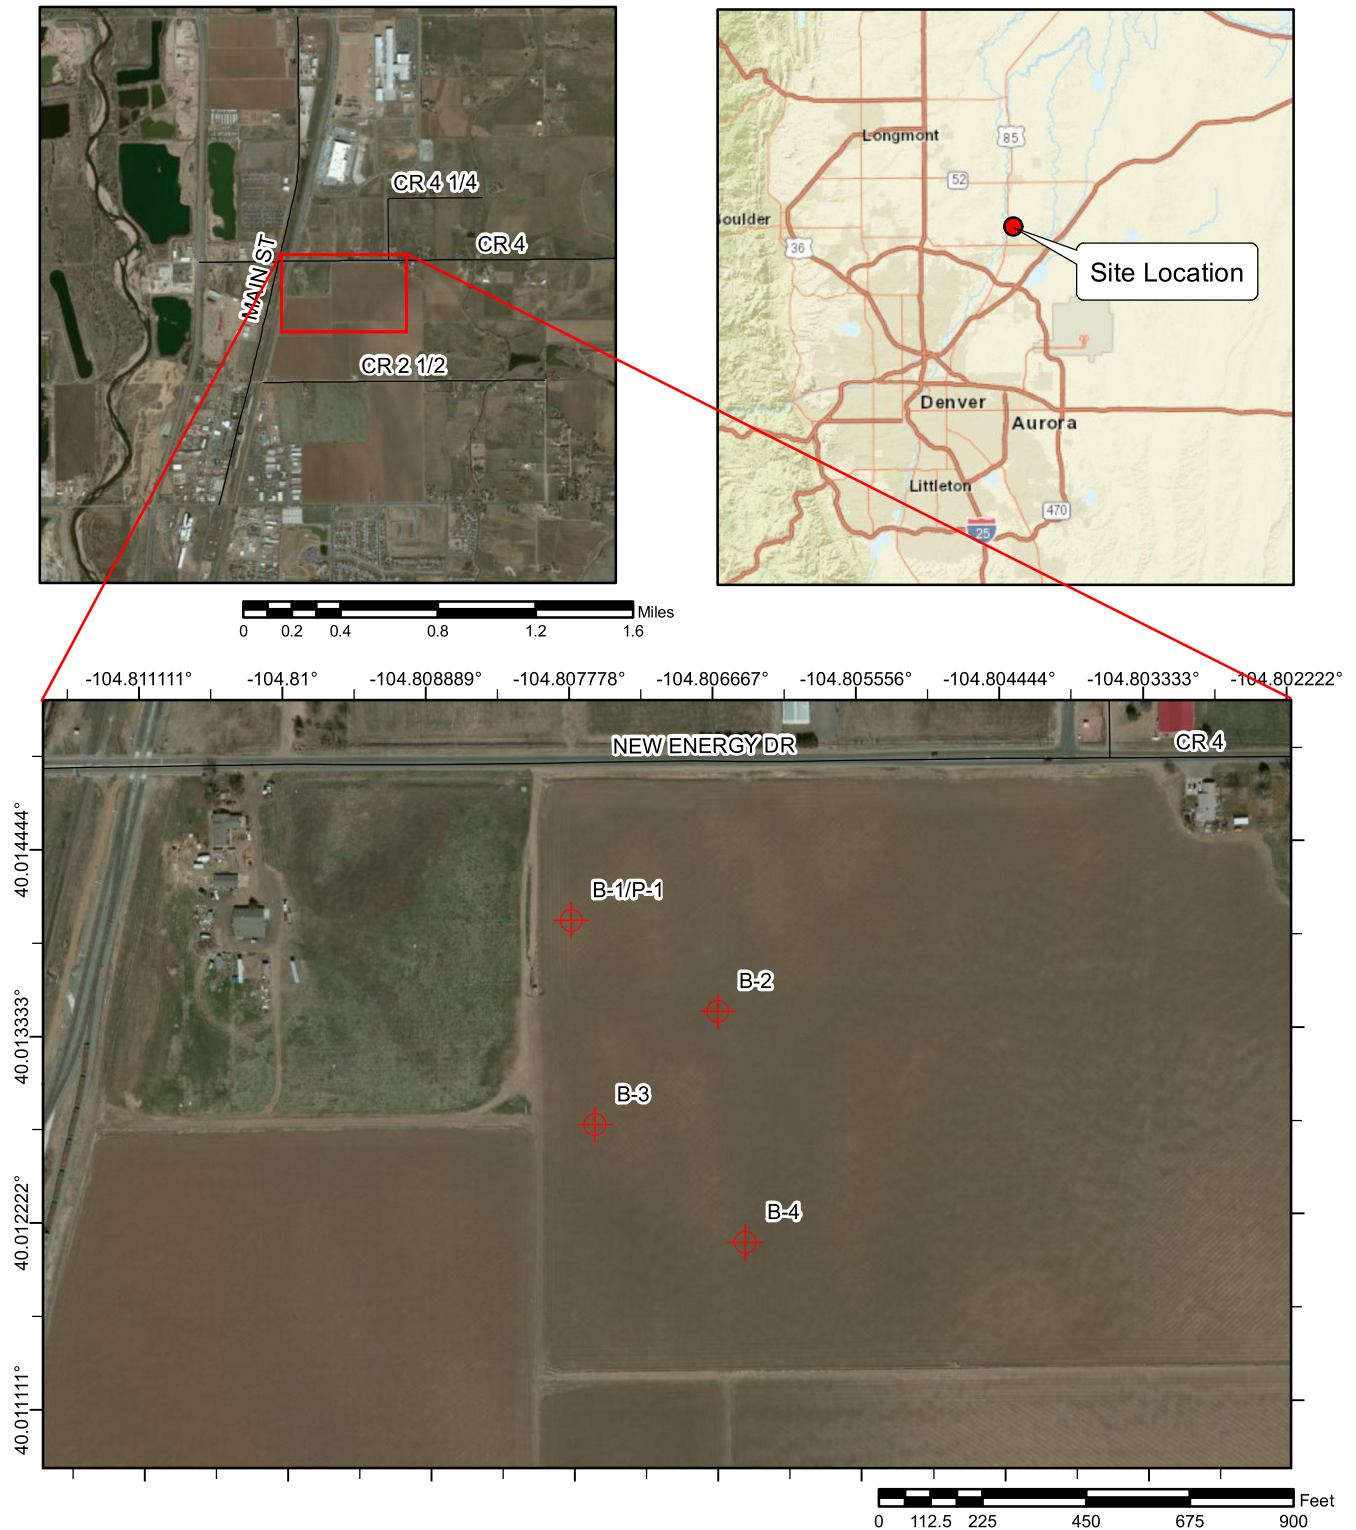 CR 4 1/4
CR 4
MAIN ST
CR 2 1/2
Longmont
85
52
Boulder
36
Site Location
Denver
Aurora
Littleton
470
25
Miles
0 0.2 0.4 0.8 1.2 1.6
-104.811111° -104.81° -104.808889° -104.807778° -104.806667° -104.805556° -104.804444° -104.803333° -104.802222°
NEW ENERGY DR
CR 4
40.014444°
B-1/P-1
B-2
40.013333°
B-3
40.012222°
B-4
40.011111°
Feet
0 112.5 225 450 675 900